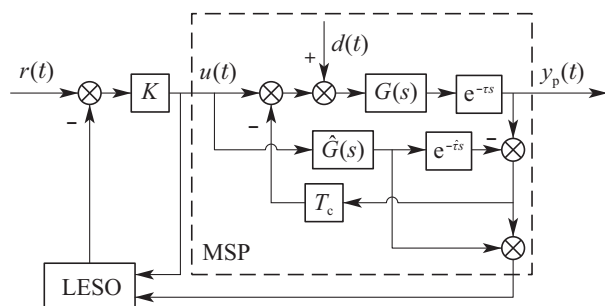 d(t)
+
r(t)
K
u(t)
G(s)
e^{-τs}
y_p(t)
−
−
Ĝ(s)
e^{-τ̂s}
−
T_c
MSP
LESO